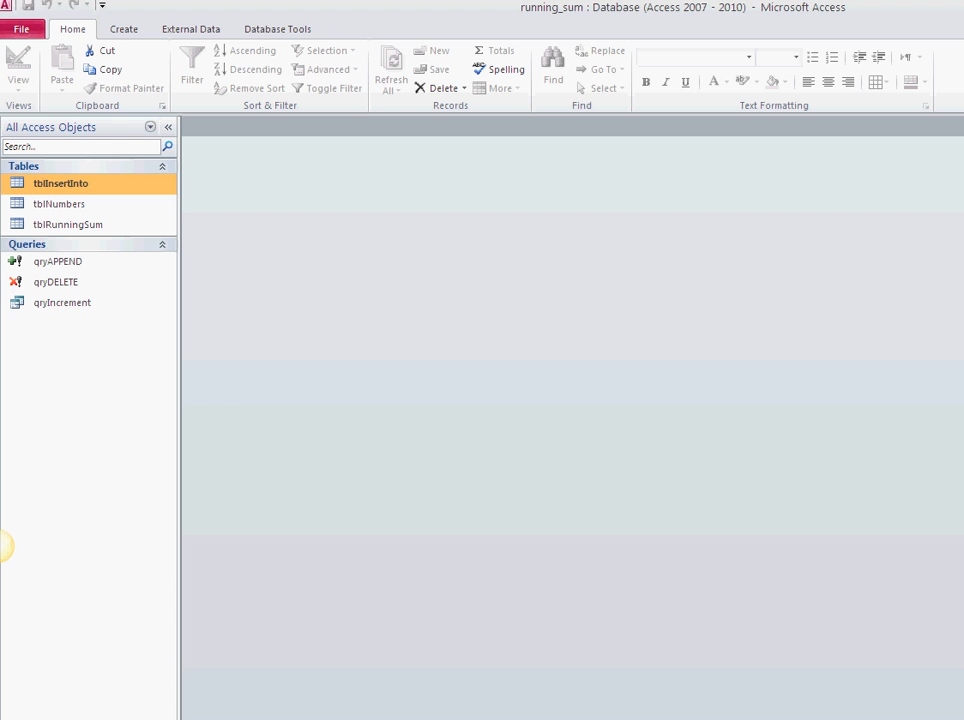 running_sum : Database (Access 2007 - 2010) - Microsoft Access
File Home Create External Data Database Tools
View
Views
Paste
Cut
Copy
Format Painter
Clipboard
Filter
Ascending
Descending
Remove Sort
Selection
Advanced
Toggle Filter
Sort & Filter
Refresh
All
New
Save
Delete
Totals
Spelling
More
Records
Find
Replace
Go To
Select
Find
B I U A
Text Formatting
All Access Objects
Search..
Tables
tblInsertInto
tblNumbers
tblRunningSum
Queries
qryAPPEND
qryDELETE
qryIncrement